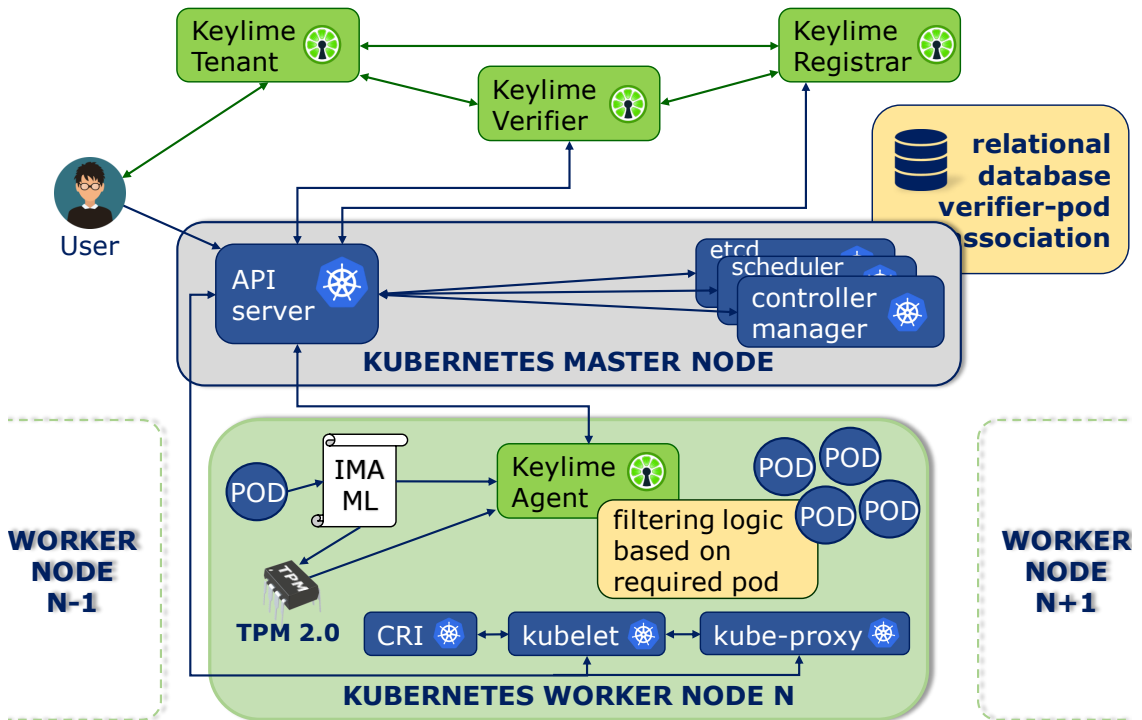 Keylime
Tenant
Keylime
Registrar
Keylime
Verifier
relational
database
verifier-pod
association
User
API
server
etcd
scheduler
controller
manager
KUBERNETES MASTER NODE
POD
IMA
ML
Keylime
Agent
filtering logic
based on
required pod
POD
POD
POD
POD
TPM
TPM 2.0
CRI
kubelet
kube-proxy
KUBERNETES WORKER NODE N
WORKER
NODE
N-1
WORKER
NODE
N+1